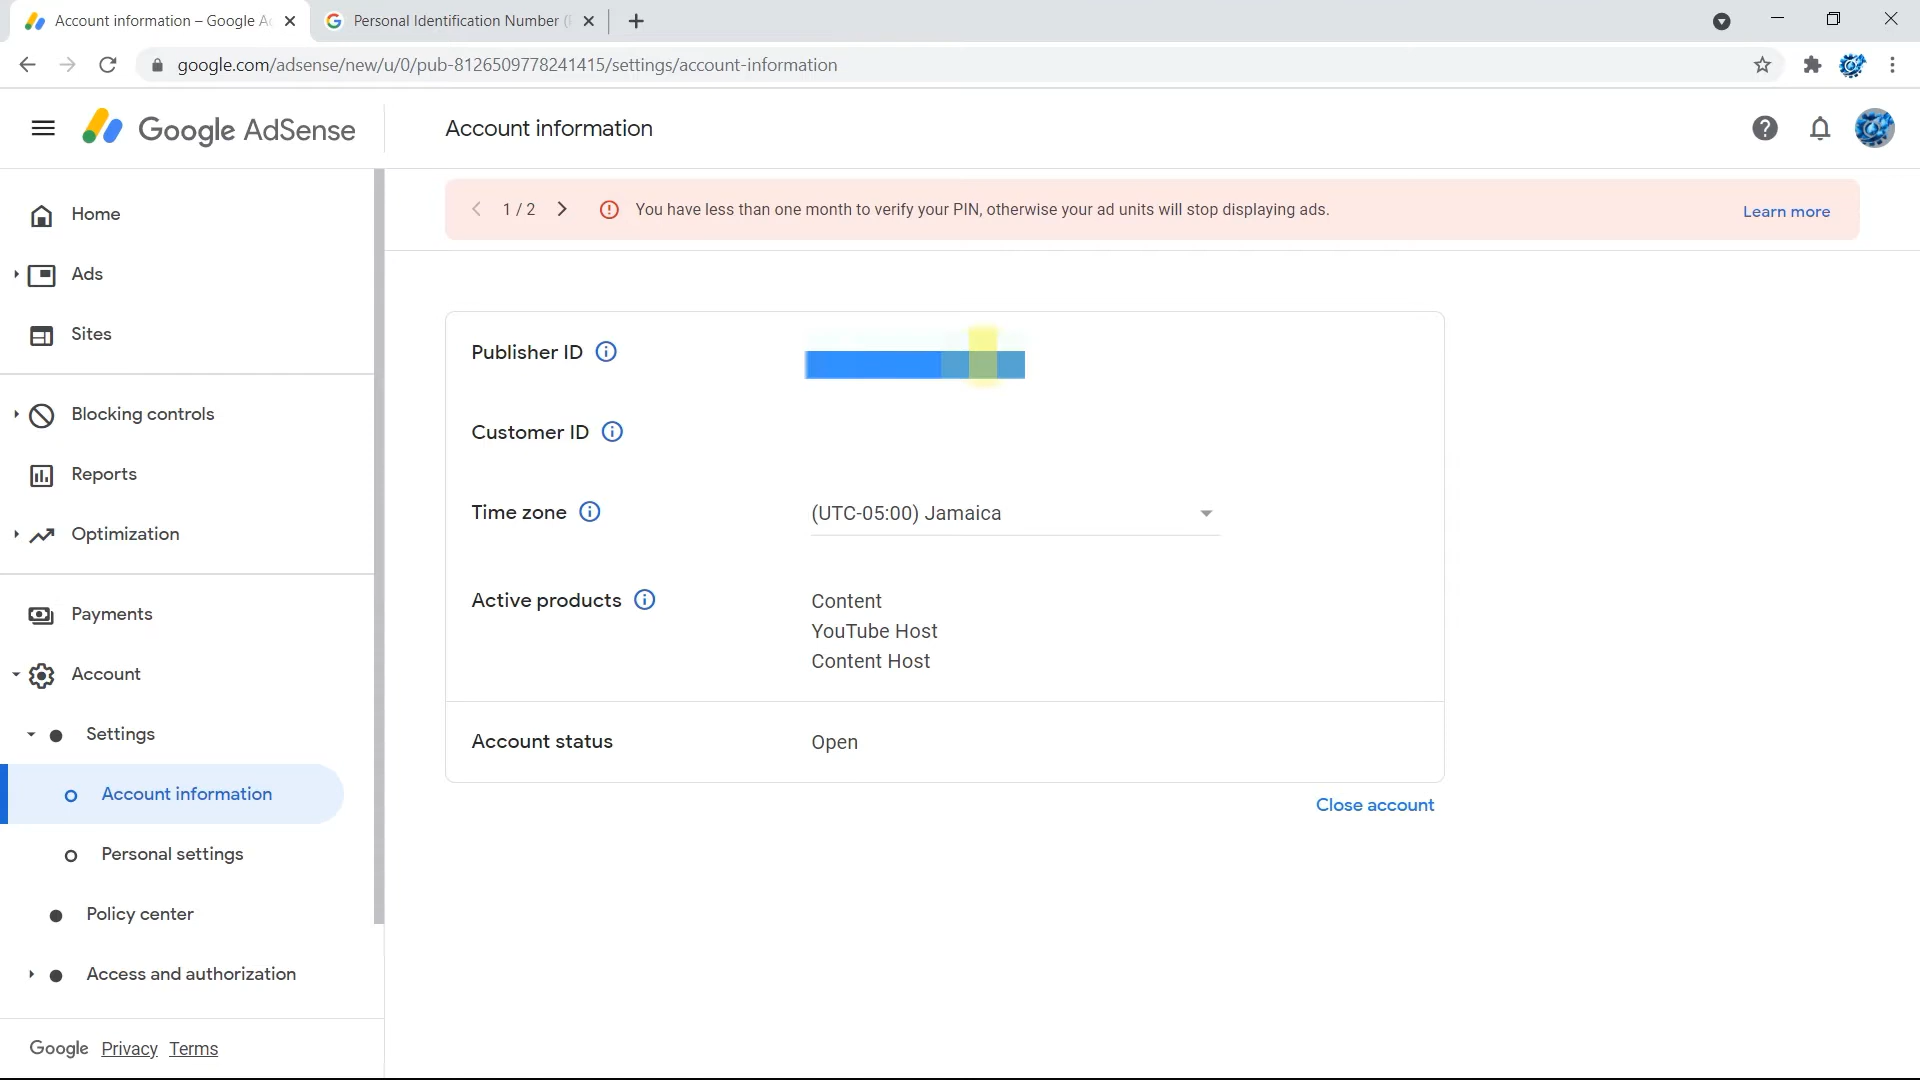 Account information – Google A
Personal Identification Number (
google.com/adsense/new/u/0/pub-8126509778241415/settings/account-information
Google AdSense
Account information
1 / 2
You have less than one month to verify your PIN, otherwise your ad units will stop displaying ads.
Learn more
Home
Ads
Sites
Blocking controls
Reports
Optimization
Payments
Account
Settings
Account information
Personal settings
Policy center
Access and authorization
Google Privacy Terms
Publisher ID
Customer ID
Time zone
(UTC-05:00) Jamaica
Active products
Content
YouTube Host
Content Host
Account status
Open
Close account